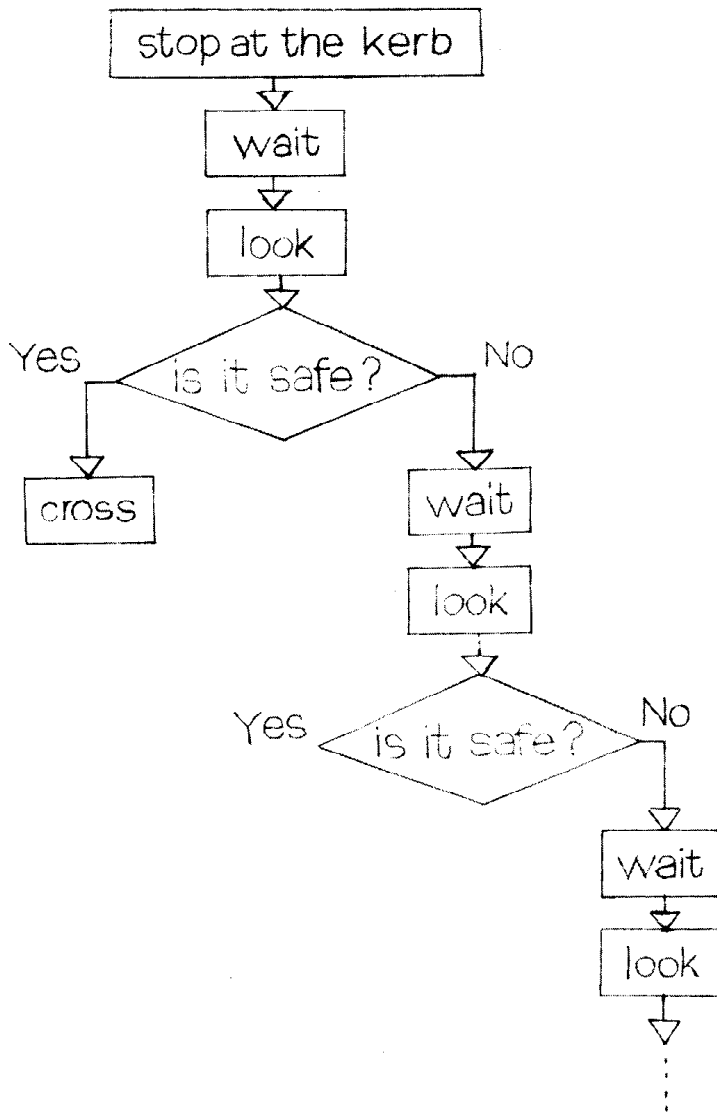 stop at the kerb
wait
look
Yes
is it safe?
No
cross
wait
look
Yes
is it safe?
No
wait
look